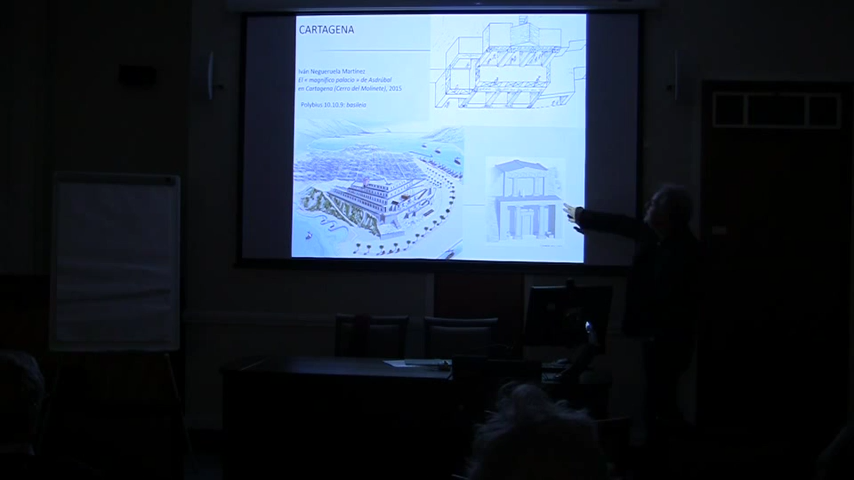 CARTAGENA
Iván Negueruela Martínez
El « magnífico palacio » de Asdrúbal
en Cartagena (Cerro del Molinete), 2015
Polybius 10.10.9: basileia